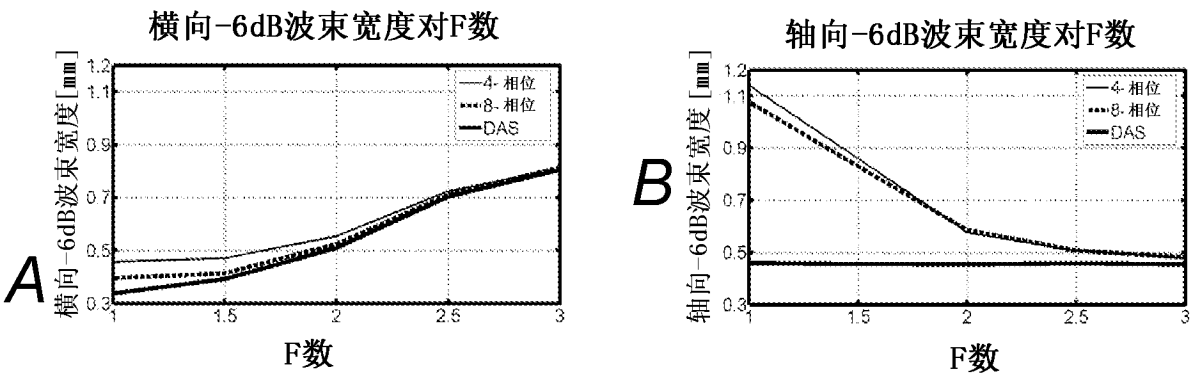 横向-6dB波束宽度对F数
横向-6dB波束宽度[mm]
1.2
1.1
0.9
0.7
0.5
0.3
1
1.5
2
2.5
3
4-相位
8-相位
DAS
F数
A
轴向-6dB波束宽度对F数
轴向-6dB波束宽度[mm]
1.2
1.1
0.9
0.7
0.5
0.3
1
1.5
2
2.5
3
4-相位
8-相位
DAS
F数
B